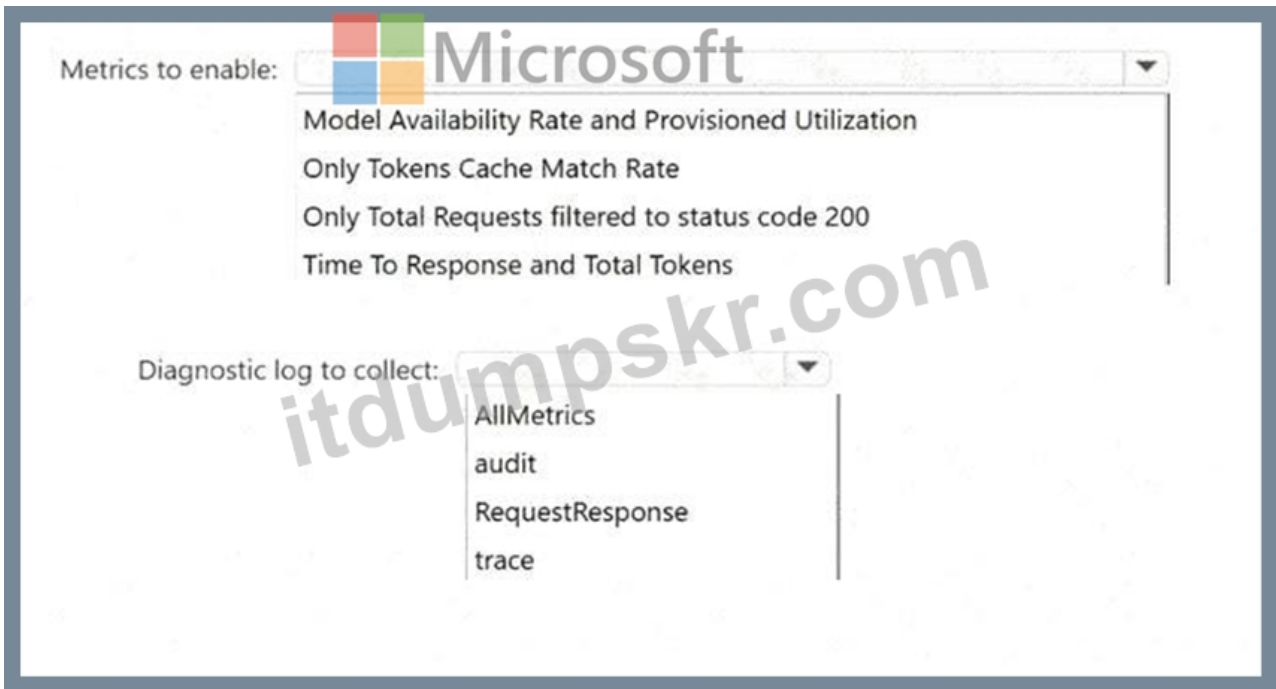 Microsoft
Metrics to enable:
Model Availability Rate and Provisioned Utilization
Only Tokens Cache Match Rate
Only Total Requests filtered to status code 200
Time To Response and Total Tokens
itdumpskr.com
Diagnostic log to collect:
AllMetrics
audit
RequestResponse
trace